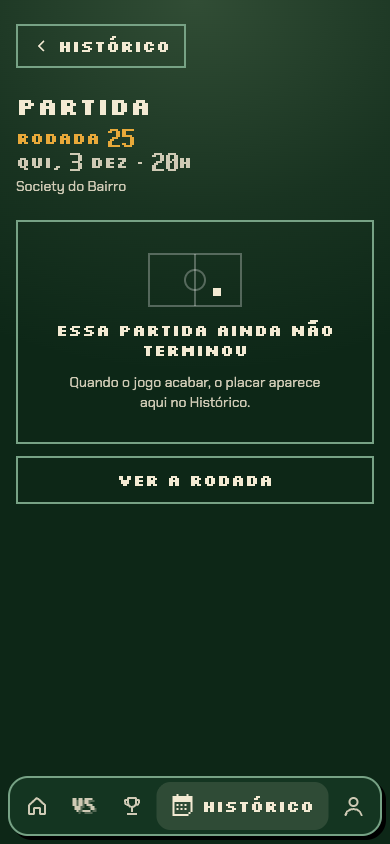 HISTÓRICO
PARTIDA
RODADA 25
QUI, 3 DEZ · 20H
Society do Bairro
ESSA PARTIDA AINDA NÃO
TERMINOU
Quando o jogo acabar, o placar aparece
aqui no Histórico.
VER A RODADA
VS
HISTÓRICO